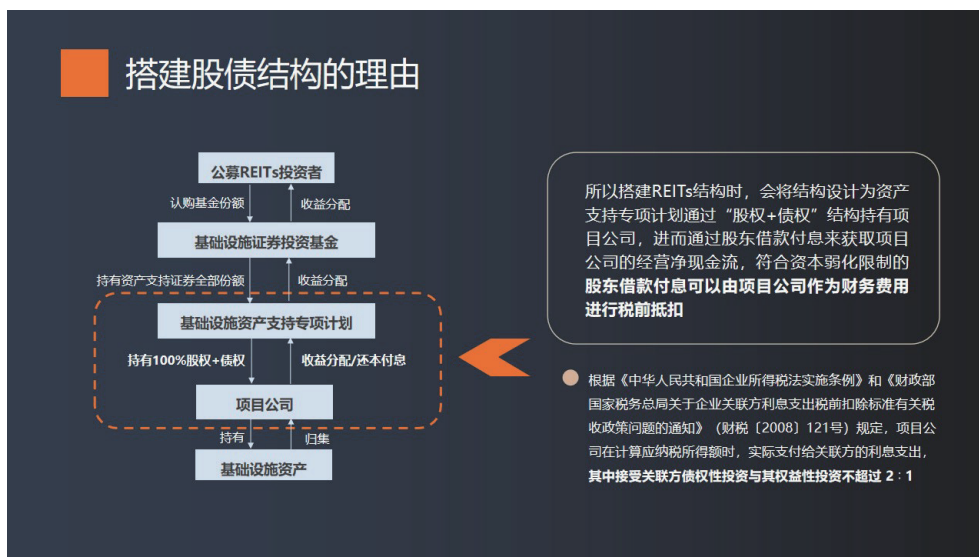 搭建股债结构的理由
公募REITs投资者
认购基金份额
收益分配
基础设施证券投资基金
持有资产支持证券全部份额
收益分配
基础设施资产支持专项计划
持有100%股权+债权
收益分配/还本付息
项目公司
持有
归集
基础设施资产
所以搭建REITs结构时，会将结构设计为资产
支持专项计划通过“股权+债权”结构持有项
目公司，进而通过股东借款付息来获取项目
公司的经营净现金流，符合资本弱化限制的
股东借款付息可以由项目公司作为财务费用
进行税前抵扣
根据《中华人民共和国企业所得税法实施条例》和《财政部
国家税务总局关于企业关联方利息支出税前扣除标准有关税
收政策问题的通知》（财税〔2008〕121号）规定，项目公
司在计算应纳税所得额时，实际支付给关联方的利息支出，
其中接受关联方债权性投资与其权益性投资不超过 2：1